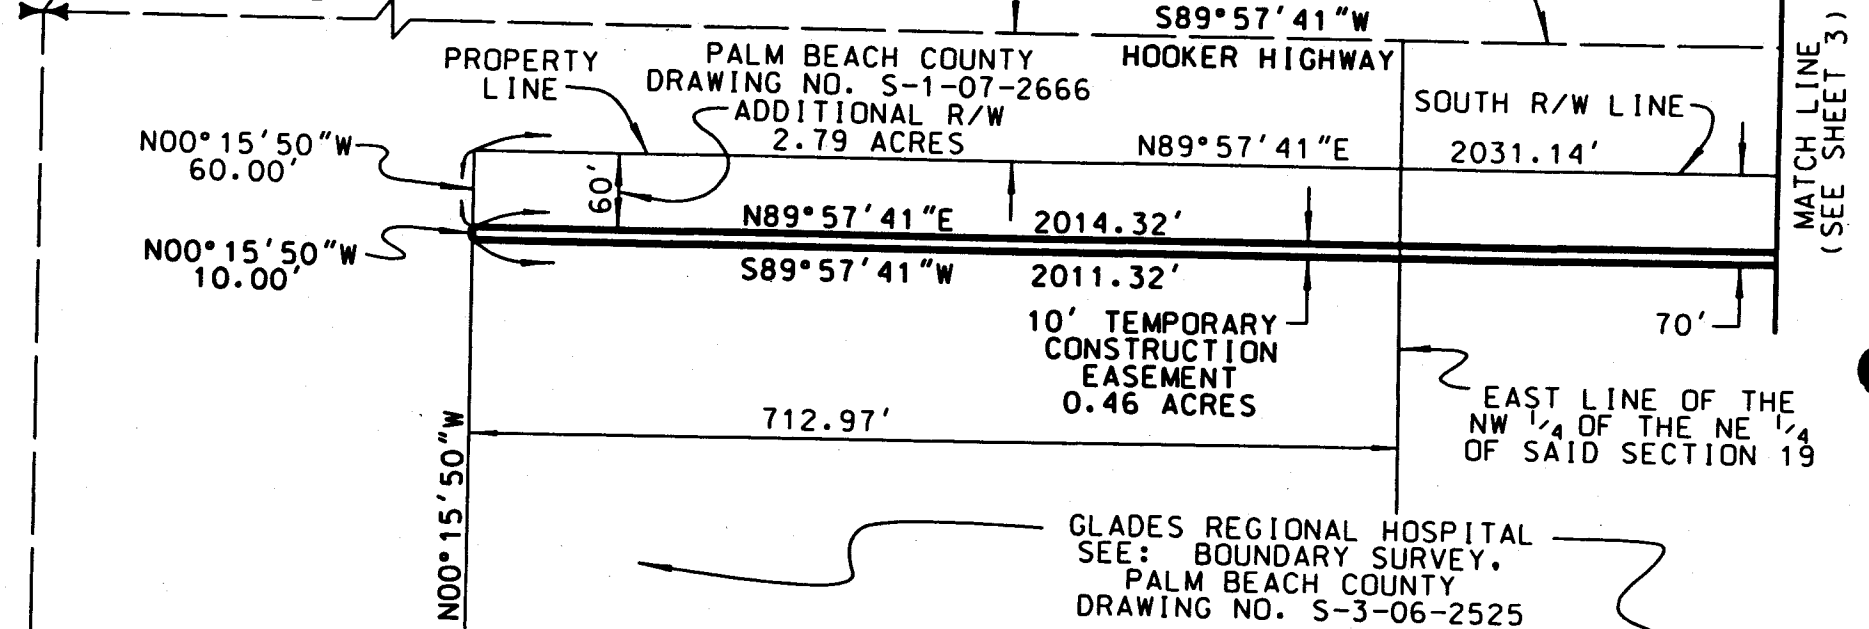 S89°57'41"W
HOOKER HIGHWAY
PROPERTY
LINE
PALM BEACH COUNTY
DRAWING NO. S-1-07-2666
ADDITIONAL R/W
2.79 ACRES
SOUTH R/W LINE
N89°57'41"E
2031.14'
MATCH LINE
(SEE SHEET 3)
N00°15'50"W
60.00'
60'
N89°57'41"E
2014.32'
N00°15'50"W
10.00'
S89°57'41"W
2011.32'
10' TEMPORARY
CONSTRUCTION
EASEMENT
0.46 ACRES
70'
712.97'
EAST LINE OF THE
NW 1/4 OF THE NE 1/4
OF SAID SECTION 19
N00°15'50"W
GLADES REGIONAL HOSPITAL
SEE: BOUNDARY SURVEY.
PALM BEACH COUNTY
DRAWING NO. S-3-06-2525